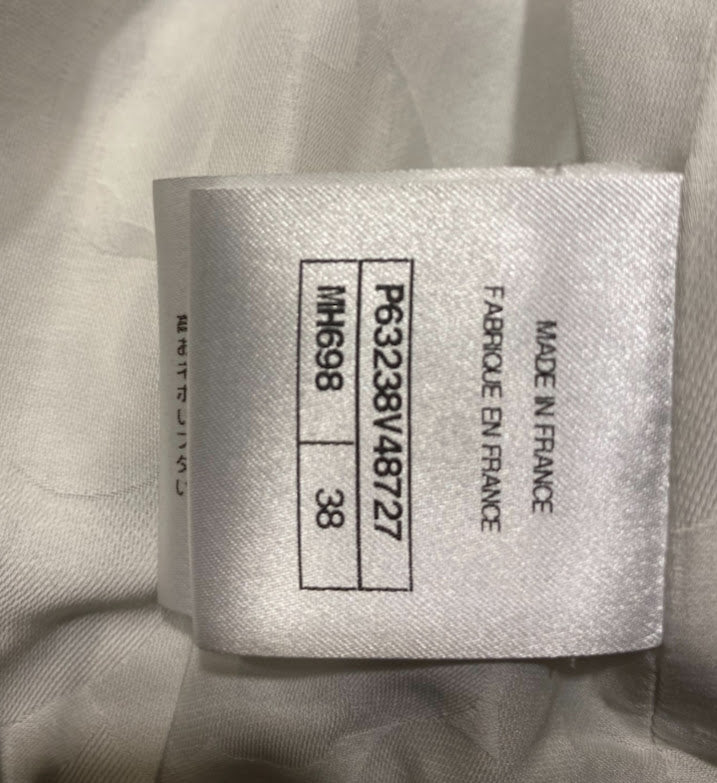 MADE IN FRANCE
FABRIQUE EN FRANCE
P63238V48727
MH698 38